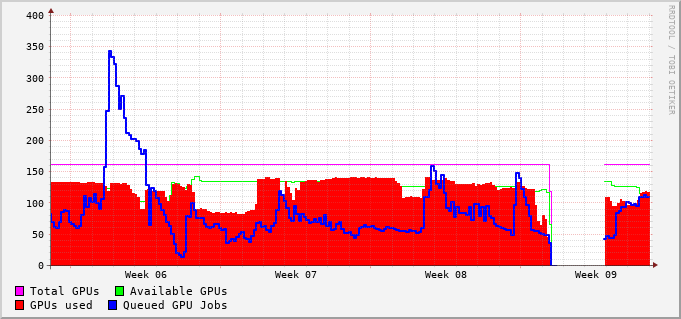 400
350
300
250
200
150
100
50
0
Week 06 Week 07 Week 08 Week 09
Total GPUs Available GPUs
GPUs used Queued GPU Jobs
RRDTOOL / TOBI OETIKER